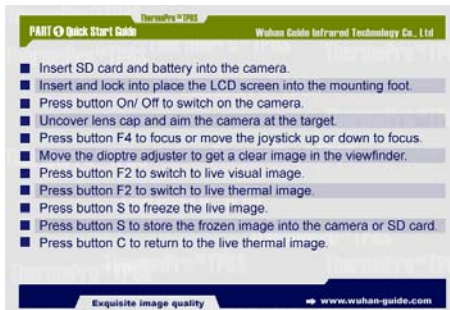 ThermoPro™TP8S
PART ❶ Quick Start Guide
Wuhan Guide Infrared Technology Co., Ltd
Insert SD card and battery into the camera.
Insert and lock into place the LCD screen into the mounting foot.
Press button On/ Off to switch on the camera.
Uncover lens cap and aim the camera at the target.
Press button F4 to focus or move the joystick up or down to focus.
Move the dioptre adjuster to get a clear image in the viewfinder.
Press button F2 to switch to live visual image.
Press button F2 to switch to live thermal image.
Press button S to freeze the live image.
Press button S to store the frozen image into the camera or SD card.
Press button C to return to the live thermal image.
Exquisite image quality
www.wuhan-guide.com